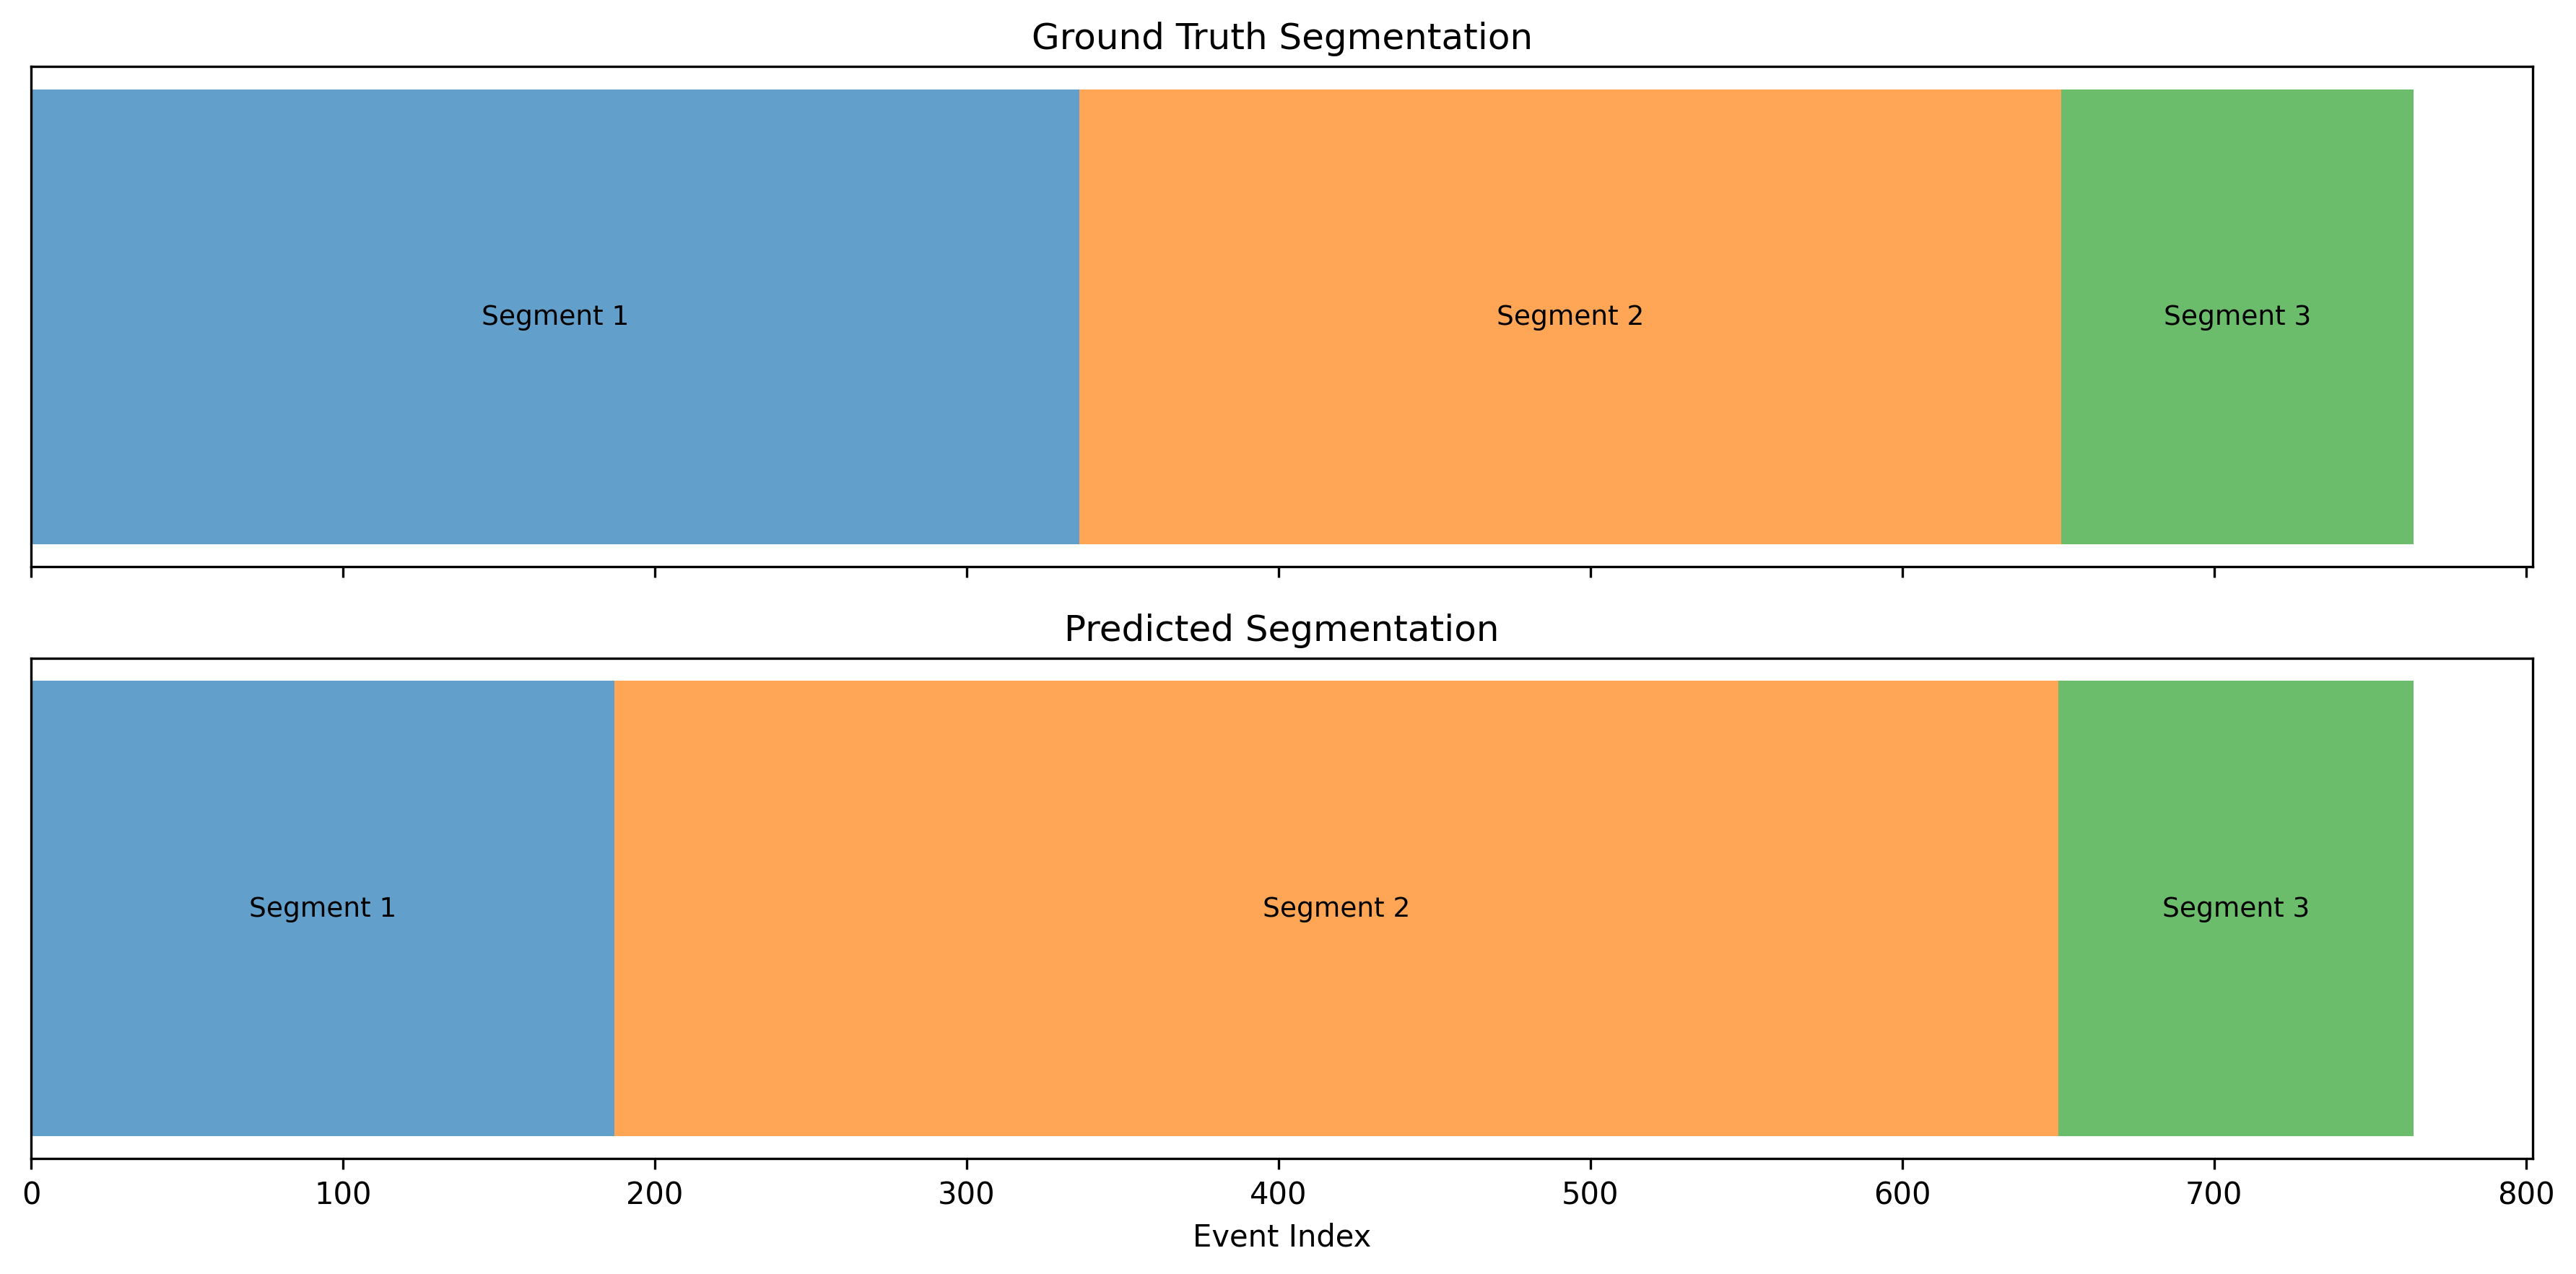 Ground Truth Segmentation
Segment 1 Segment 2 Segment 3
Predicted Segmentation
Segment 1 Segment 2 Segment 3
0 100 200 300 400 500 600 700 800
Event Index